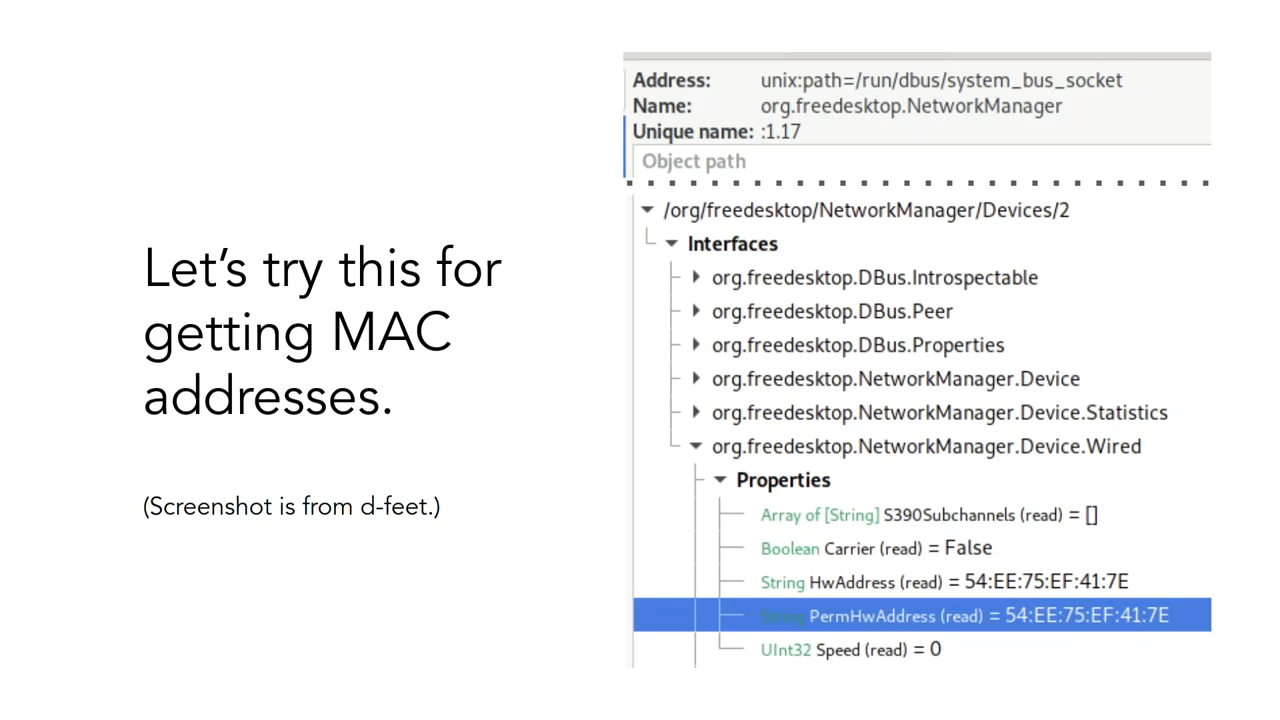 Let’s try this for
getting MAC
addresses.
(Screenshot is from d-feet.)
Address: unix:path=/run/dbus/system_bus_socket
Name: org.freedesktop.NetworkManager
Unique name: :1.17
Object path
/org/freedesktop/NetworkManager/Devices/2
Interfaces
org.freedesktop.DBus.Introspectable
org.freedesktop.DBus.Peer
org.freedesktop.DBus.Properties
org.freedesktop.NetworkManager.Device
org.freedesktop.NetworkManager.Device.Statistics
org.freedesktop.NetworkManager.Device.Wired
Properties
Array of [String] S390Subchannels (read) = []
Boolean Carrier (read) = False
String HwAddress (read) = 54:EE:75:EF:41:7E
String PermHwAddress (read) = 54:EE:75:EF:41:7E
UInt32 Speed (read) = 0